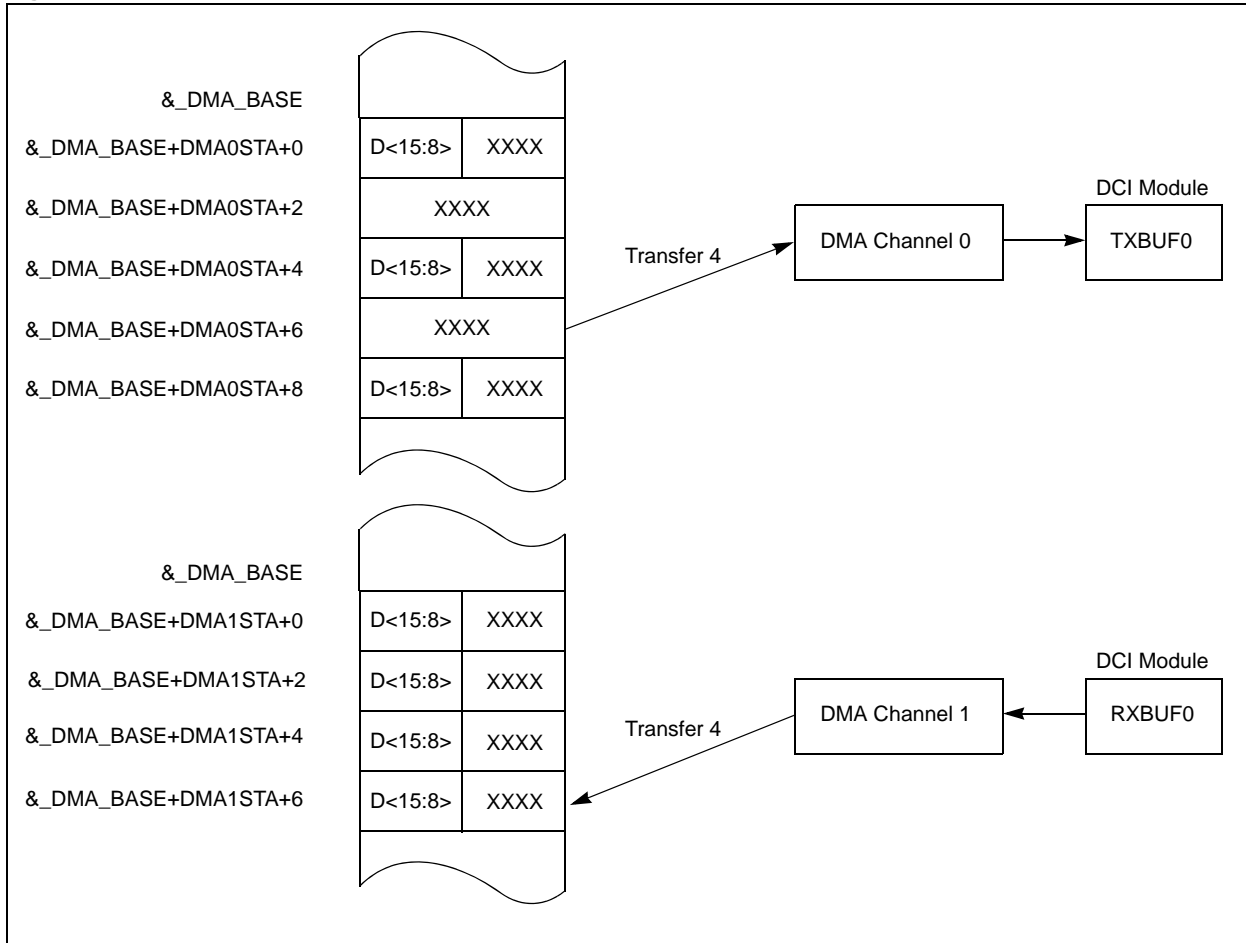 &_DMA_BASE
&_DMA_BASE+DMA0STA+0 D<15:8> XXXX
DCI Module
&_DMA_BASE+DMA0STA+2 XXXX
DMA Channel 0 TXBUF0
Transfer 4
&_DMA_BASE+DMA0STA+4 D<15:8> XXXX
&_DMA_BASE+DMA0STA+6 XXXX
&_DMA_BASE+DMA0STA+8 D<15:8> XXXX
&_DMA_BASE
&_DMA_BASE+DMA1STA+0 D<15:8> XXXX
DCI Module
&_DMA_BASE+DMA1STA+2 D<15:8> XXXX
DMA Channel 1 RXBUF0
Transfer 4
&_DMA_BASE+DMA1STA+4 D<15:8> XXXX
&_DMA_BASE+DMA1STA+6 D<15:8> XXXX